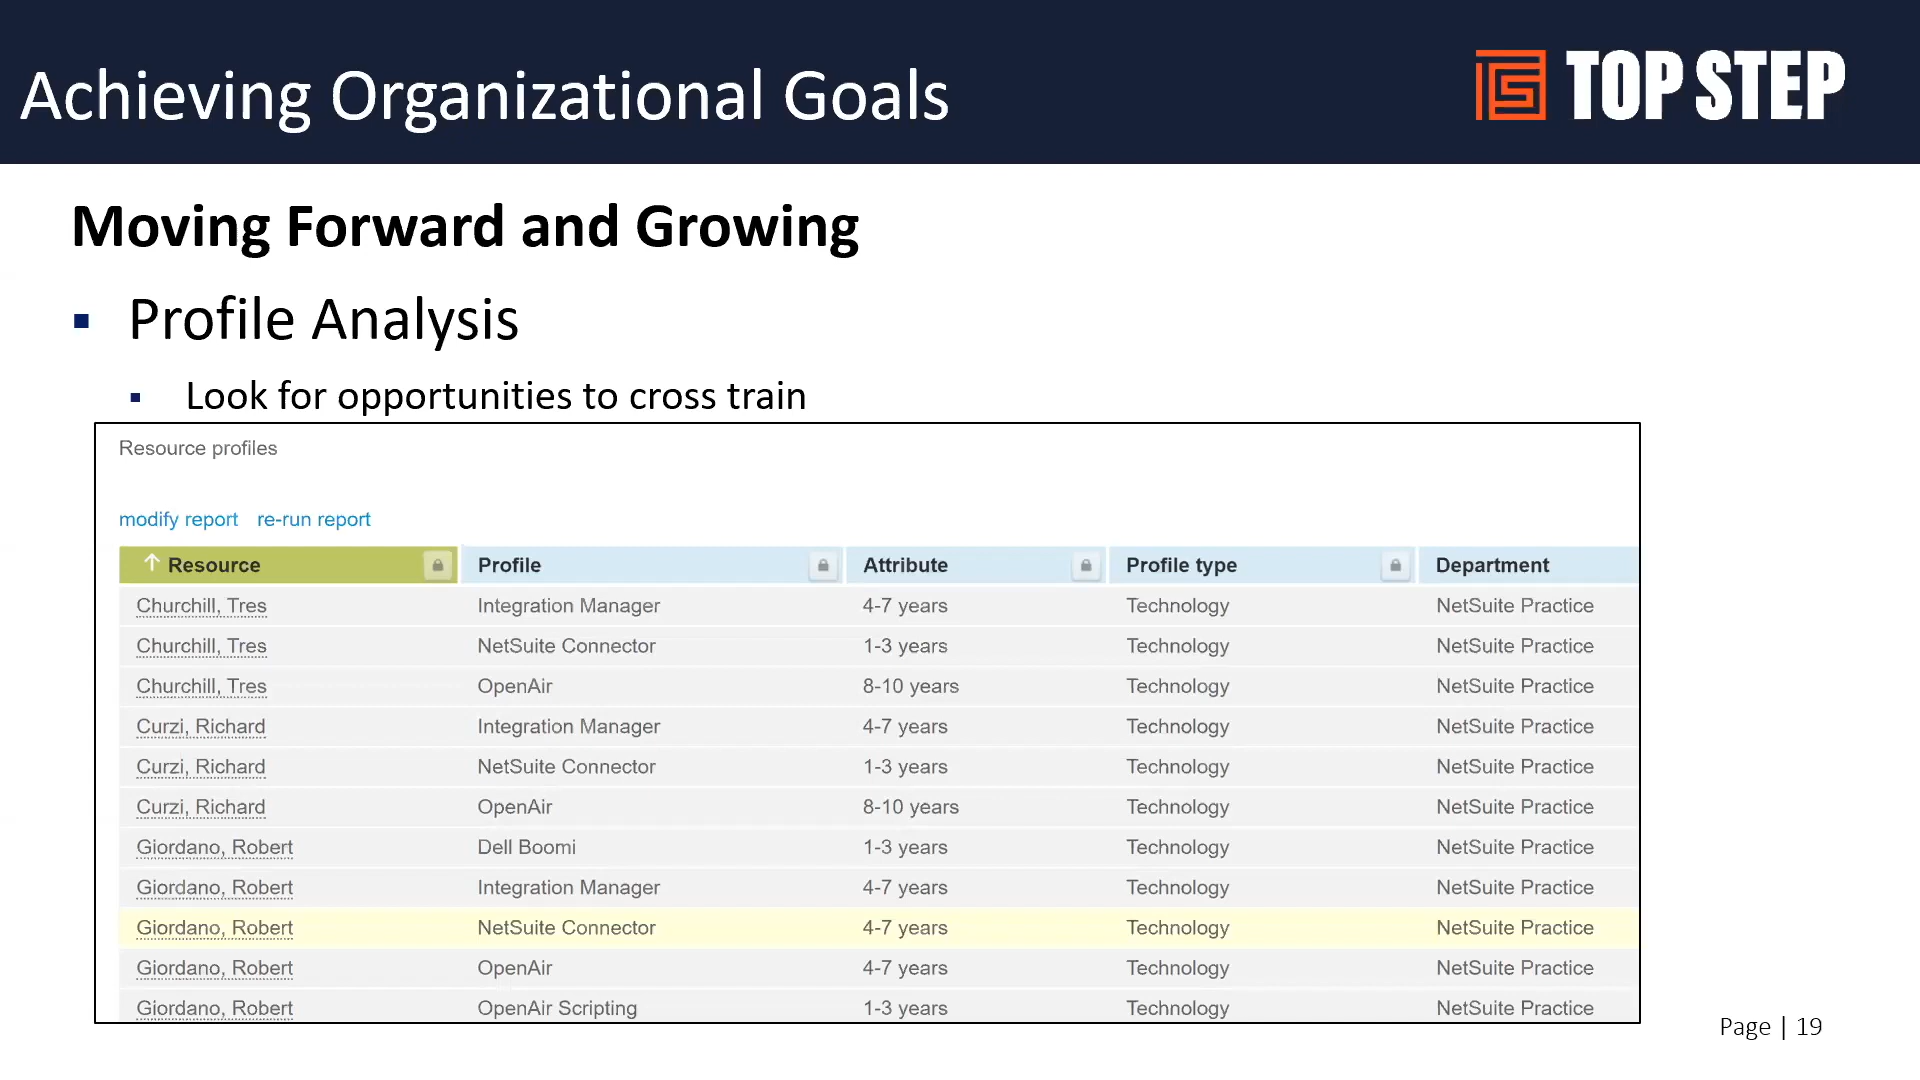 Achieving Organizational Goals
TOP STEP
Moving Forward and Growing
Profile Analysis
Look for opportunities to cross train
Resource profiles
modify report re-run report
Resource Profile Attribute Profile type Department
Churchill, Tres Integration Manager 4-7 years Technology NetSuite Practice
Churchill, Tres NetSuite Connector 1-3 years Technology NetSuite Practice
Churchill, Tres OpenAir 8-10 years Technology NetSuite Practice
Curzi, Richard Integration Manager 4-7 years Technology NetSuite Practice
Curzi, Richard NetSuite Connector 1-3 years Technology NetSuite Practice
Curzi, Richard OpenAir 8-10 years Technology NetSuite Practice
Giordano, Robert Dell Boomi 1-3 years Technology NetSuite Practice
Giordano, Robert Integration Manager 4-7 years Technology NetSuite Practice
Giordano, Robert NetSuite Connector 4-7 years Technology NetSuite Practice
Giordano, Robert OpenAir 4-7 years Technology NetSuite Practice
Giordano, Robert OpenAir Scripting 1-3 years Technology NetSuite Practice
Page | 19